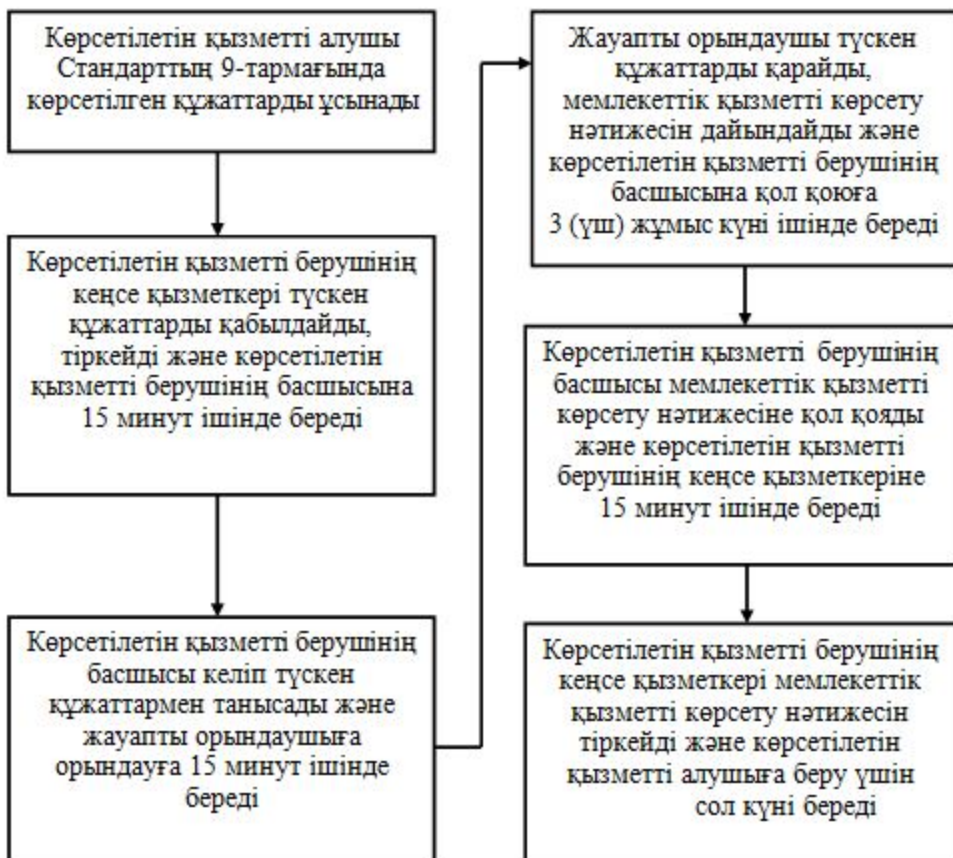 Көрсетілетін қызметті алушы
Стандарттың 9-тармағында
көрсетілген құжаттарды ұсынады
Көрсетілетін қызметті берушінің
кеңсе қызметкері түскен
құжаттарды қабылдайды,
тіркейді және көрсетілетін
қызметті берушінің басшысына
15 минут ішінде береді
Көрсетілетін қызметті берушінің
басшысы келіп түскен
құжаттармен танысады және
жауапты орындаушыға
орындауға 15 минут ішінде
береді
Жауапты орындаушы түскен
құжаттарды қарайды,
мемлекеттік қызметті көрсету
нәтижесін дайындайды және
көрсетілетін қызметті берушінің
басшысына қол қоюға
3 (үш) жұмыс күні ішінде береді
Көрсетілетін қызметті берушінің
басшысы мемлекеттік қызметті
көрсету нәтижесіне қол қояды
және көрсетілетін қызметті
берушінің кеңсе қызметкеріне
15 минут ішінде береді
Көрсетілетін қызметті берушінің
кеңсе қызметкері мемлекеттік
қызметті көрсету нәтижесін
тіркейді және көрсетілетін
қызметті алушыға беру үшін
сол күні береді